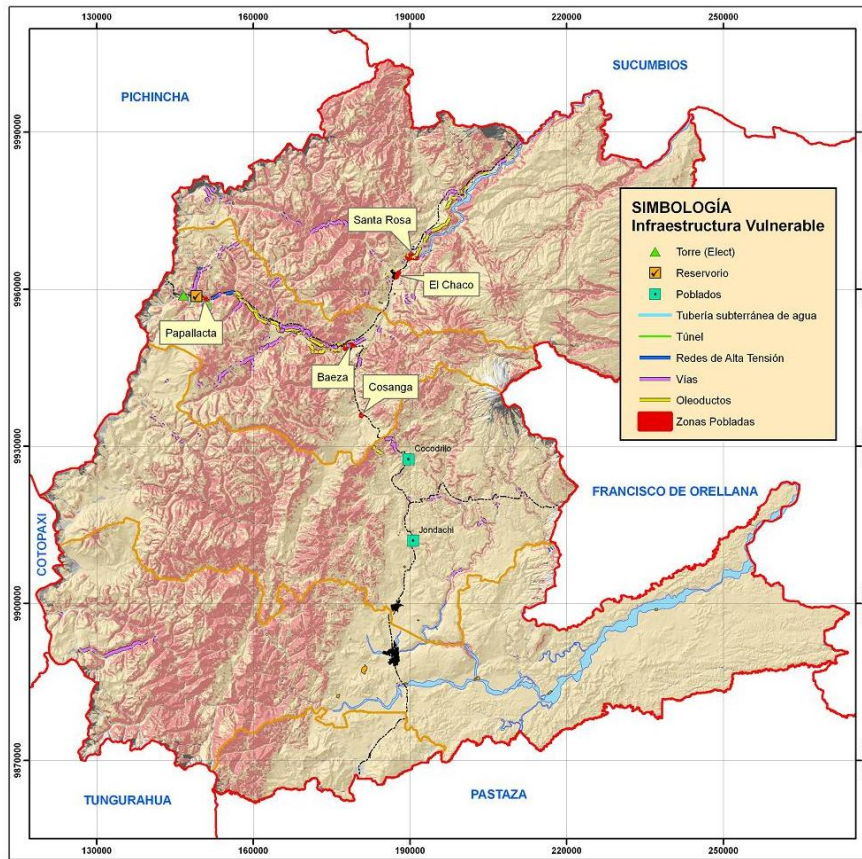 130000
160000
190000
220000
250000
SUCUMBIOS
PICHINCHA
9990000
Santa Rosa
SIMBOLOGÍA
Infraestructura Vulnerable
Torre (Elect)
Reservorio
Poblados
Tubería subterránea de agua
Túnel
Redes de Alta Tensión
Vías
Oleoductos
Zonas Pobladas
El Chaco
9960000
Papallacta
Baeza
Cosanga
9930000
Cocodrilo
FRANCISCO DE ORELLANA
COTOPAXI
Jondachi
9900000
9870000
TUNGURAHUA
PASTAZA
130000
160000
190000
220000
250000